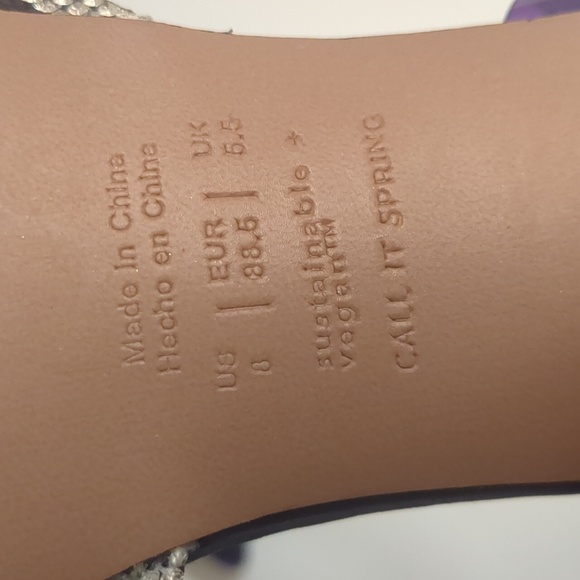 Made in China
Hecho en China
US | EUR | UK
8 | 38.5 | 5.5
sustainable +
vegan™
CALL IT SPRING